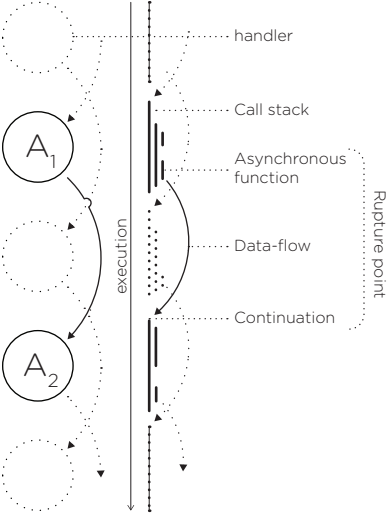 handler
Call stack
A1
Asynchronous
function
Rupture point
execution
Data-flow
Continuation
A2